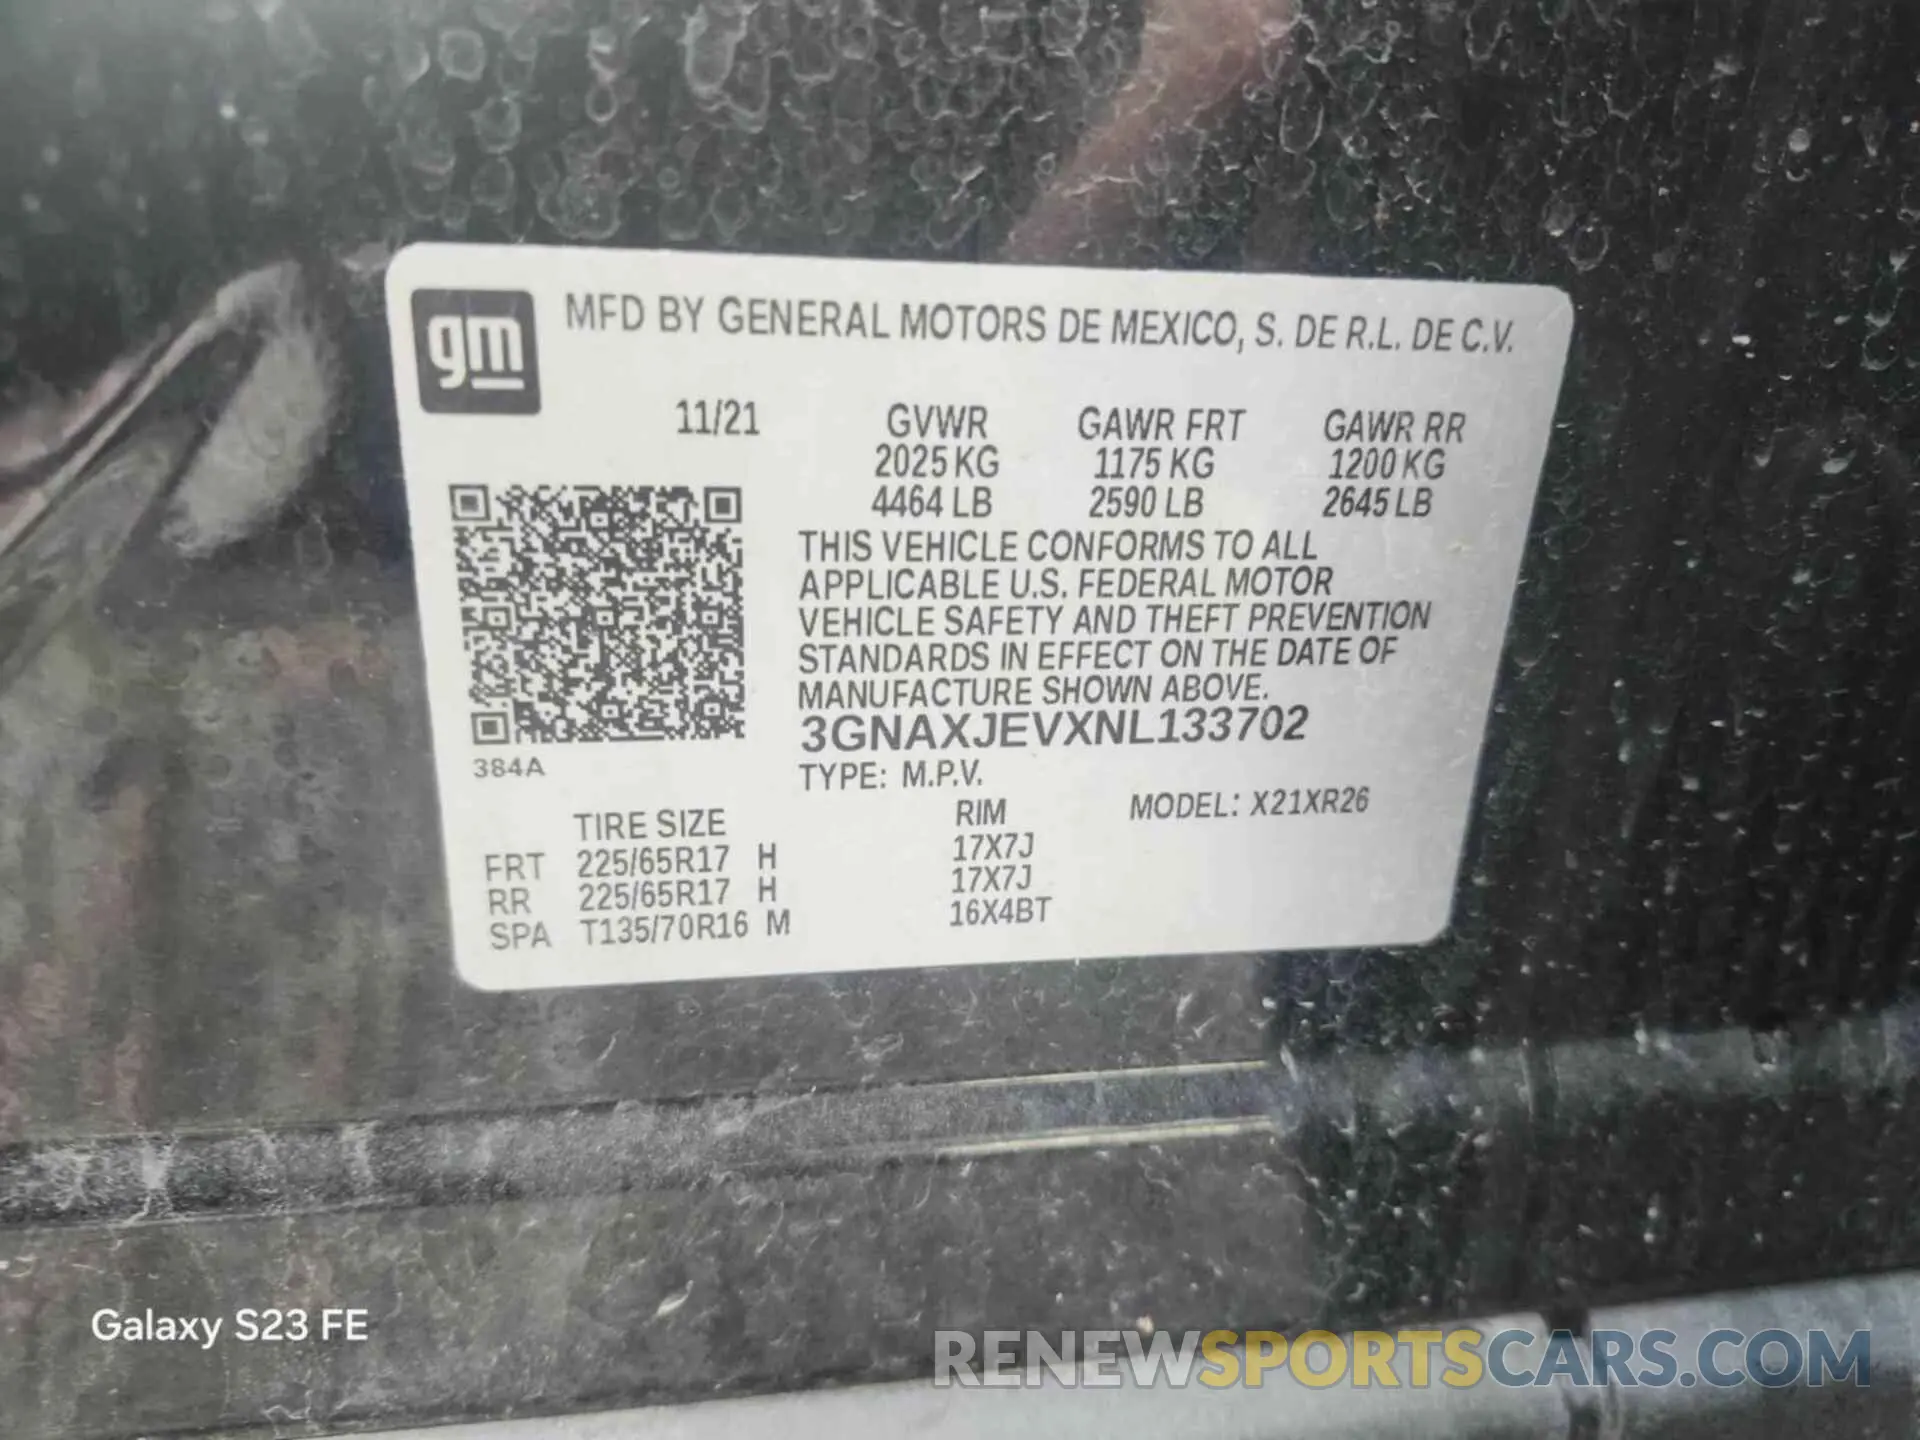 gm
MFD BY GENERAL MOTORS DE MEXICO, S. DE R.L. DE C.V.
11/21 GVWR GAWR FRT GAWR RR
2025 KG 1175 KG 1200 KG
4464 LB 2590 LB 2645 LB
THIS VEHICLE CONFORMS TO ALL
APPLICABLE U.S. FEDERAL MOTOR
VEHICLE SAFETY AND THEFT PREVENTION
STANDARDS IN EFFECT ON THE DATE OF
MANUFACTURE SHOWN ABOVE.
3GNAXJEVXNL133702
384A
TYPE: M.P.V.
TIRE SIZE RIM MODEL: X21XR26
FRT 225/65R17 H 17X7J
RR 225/65R17 H 17X7J
SPA T135/70R16 M 16X4BT
Galaxy S23 FE
RENEWSPORTSCARS.COM